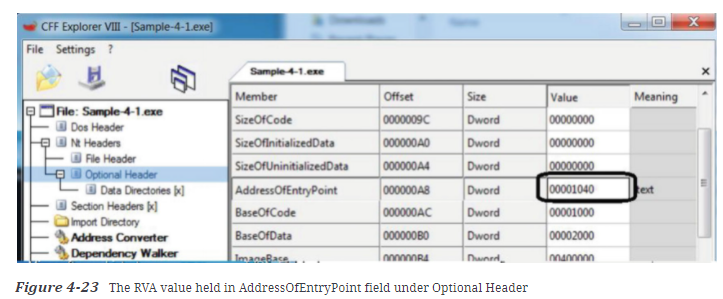 CFF Explorer VIII - [Sample-4-1.exe]
File Settings ?
Sample-4-1.exe
File: Sample-4-1.exe
Dos Header
Nt Headers
File Header
Optional Header
Data Directories [x]
Section Headers [x]
Import Directory
Address Converter
Dependency Walker
Member Offset Size Value Meaning
SizeOfCode 0000009C Dword 00000000
SizeOfInitializedData 000000A0 Dword 00000000
SizeOfUninitializedData 000000A4 Dword 00000000
AddressOfEntryPoint 000000A8 Dword 00001040 text
BaseOfCode 000000AC Dword 00001000
BaseOfData 000000B0 Dword 00002000
ImageBase 000000B4 Dword 00400000
Figure 4-23 The RVA value held in AddressOfEntryPoint field under Optional Header